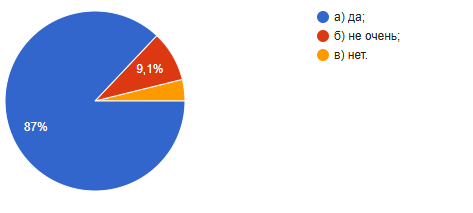 а) да;
б) не очень;
в) нет.
9,1%
87%